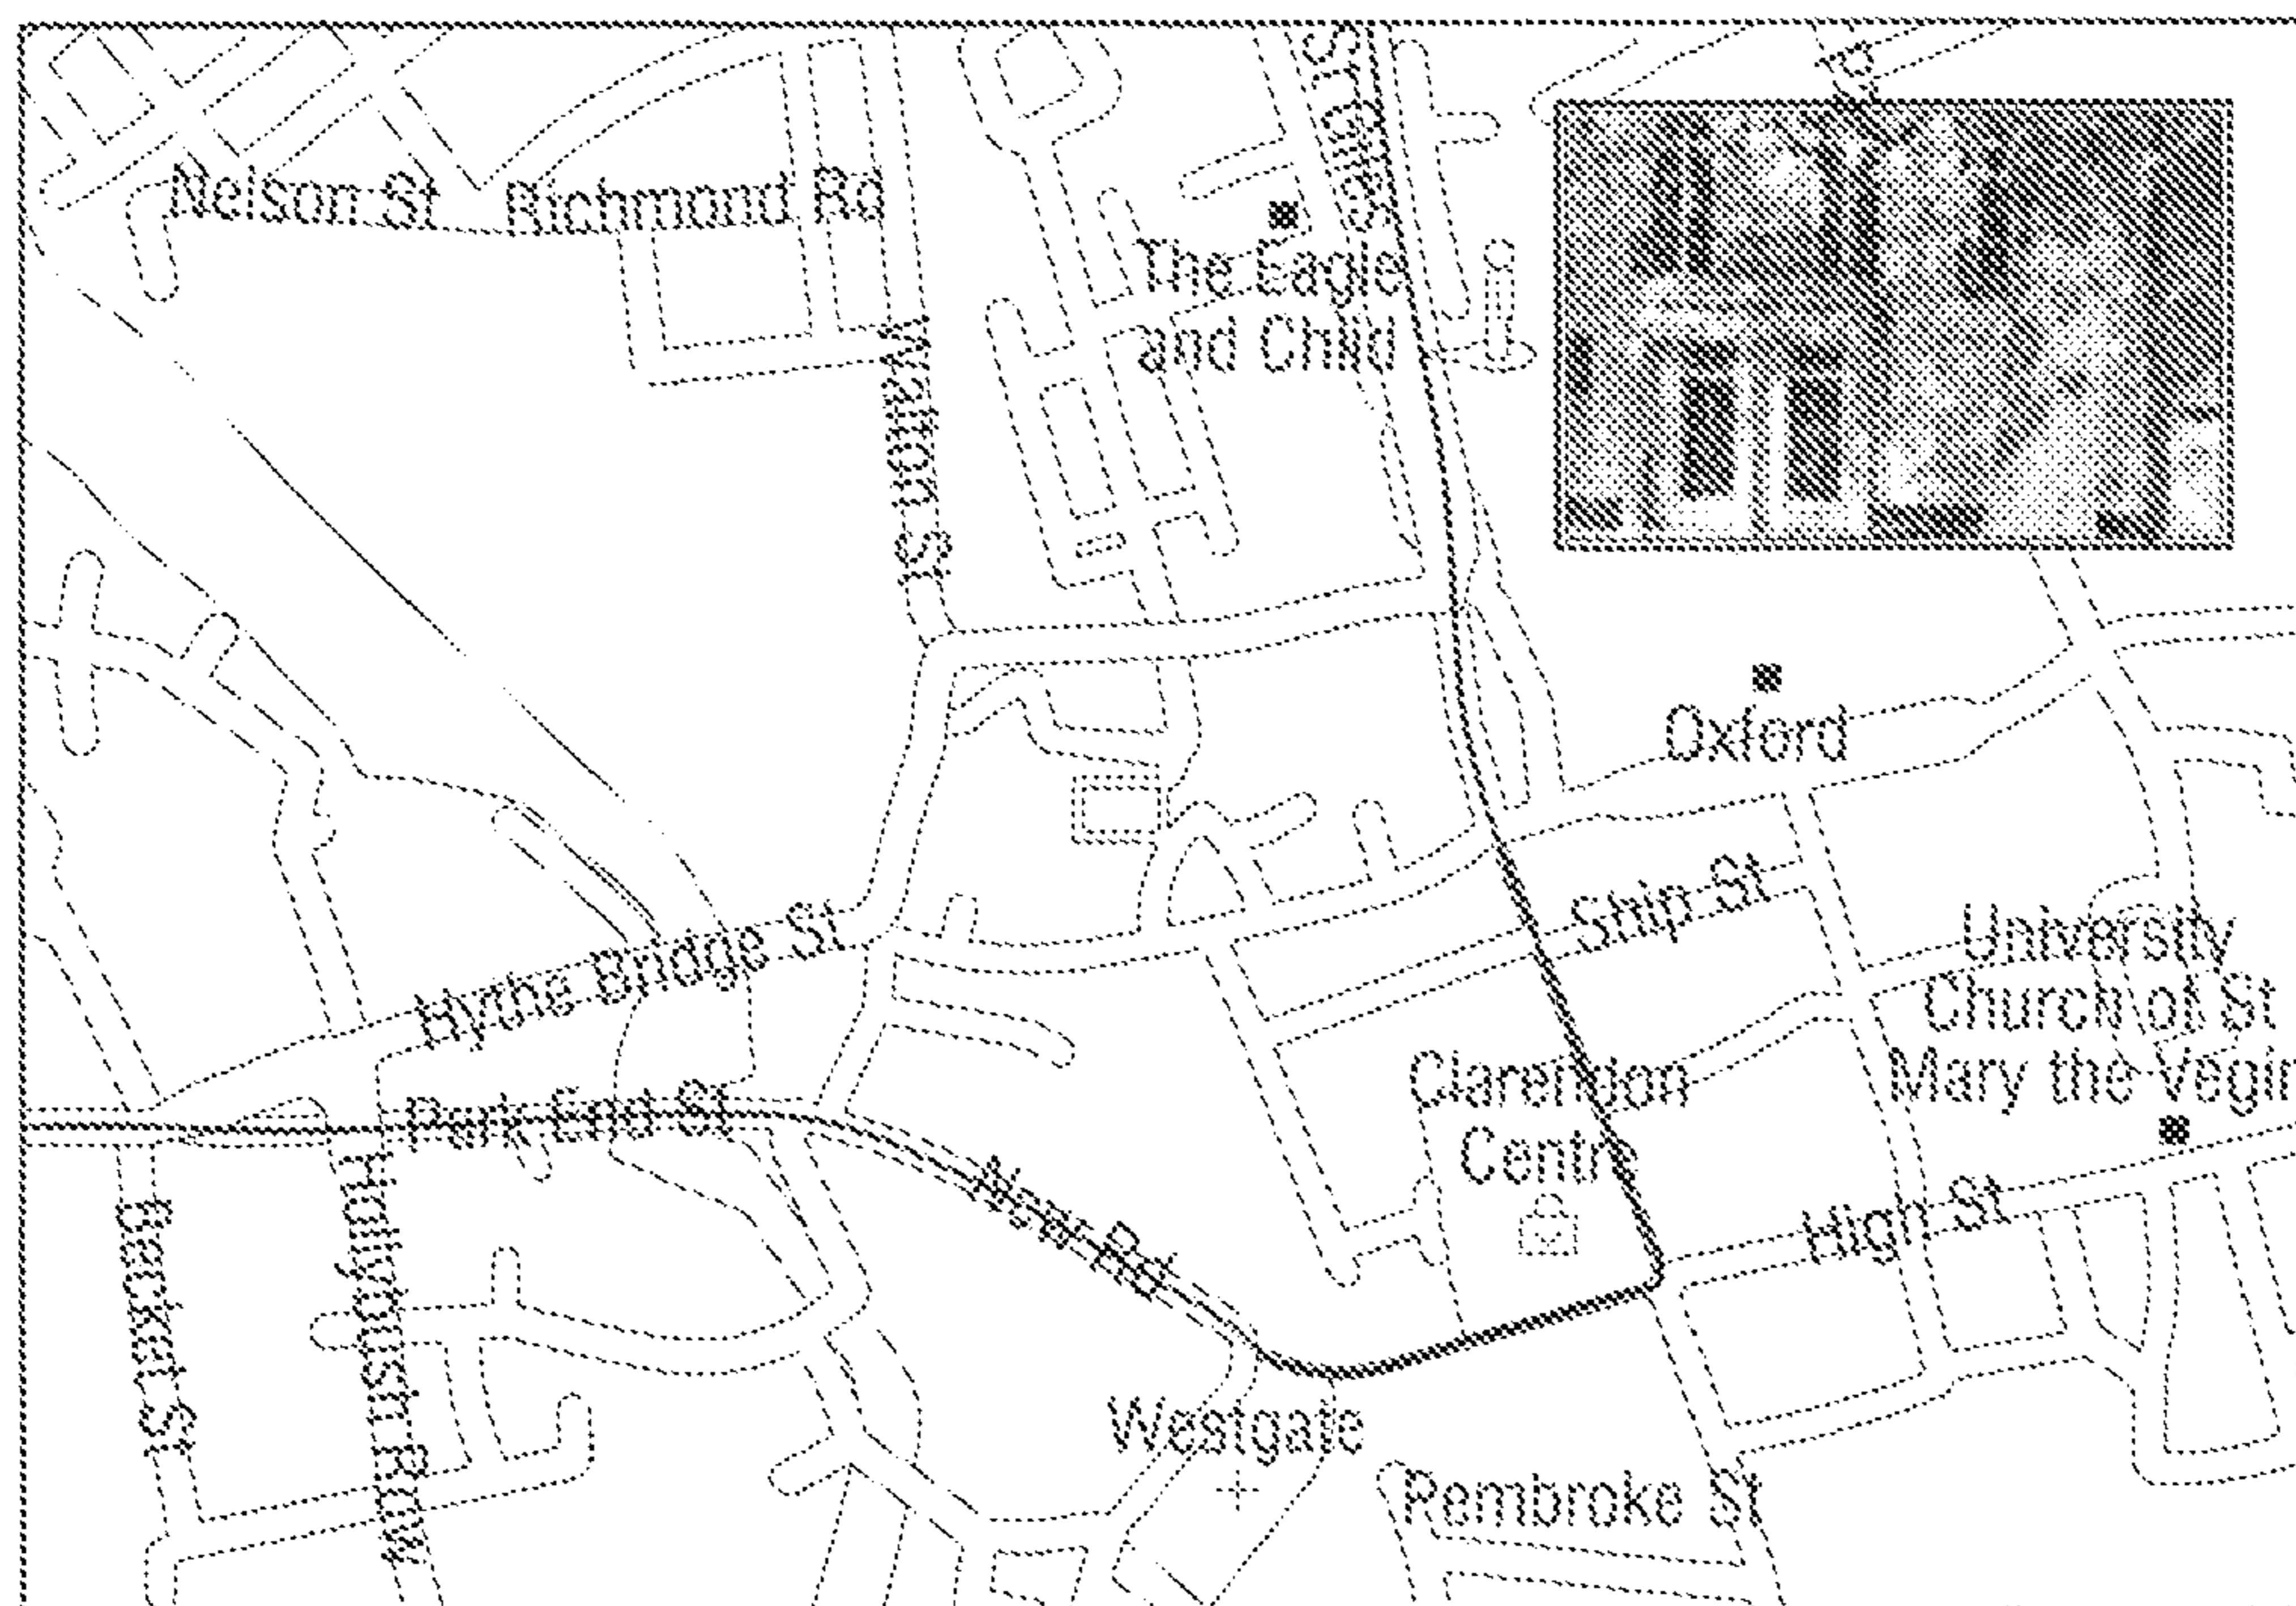 St Giles
Nelson St
Richmond Rd
The Eagle
and Child
Walton St
Oxford
Ship St
University
Church of St
Mary the Vegin
Hythe Bridge St
Clarendon
Centre
Park End St
New Rd
High St
Becket St
Hollybush Row
Westgate
Pembroke St